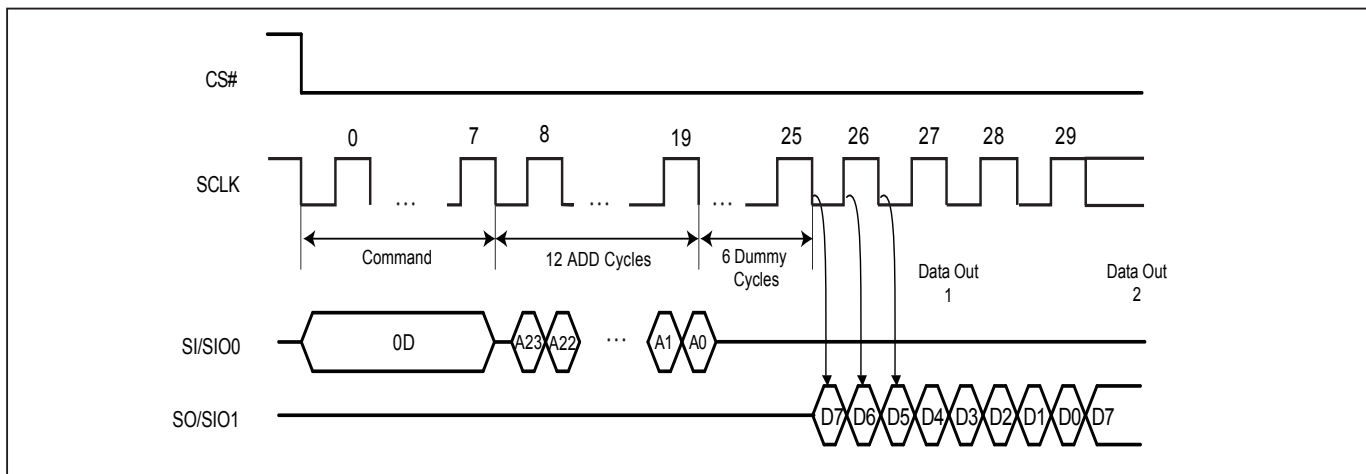 CS#
0 7 8 19 25 26 27 28 29
SCLK
... ... ...
Command
12 ADD Cycles
6 Dummy
Cycles
Data Out
1
Data Out
2
SI/SIO0
0D
A23 A22 ... A1 A0
SO/SIO1
D7 D6 D5 D4 D3 D2 D1 D0 D7